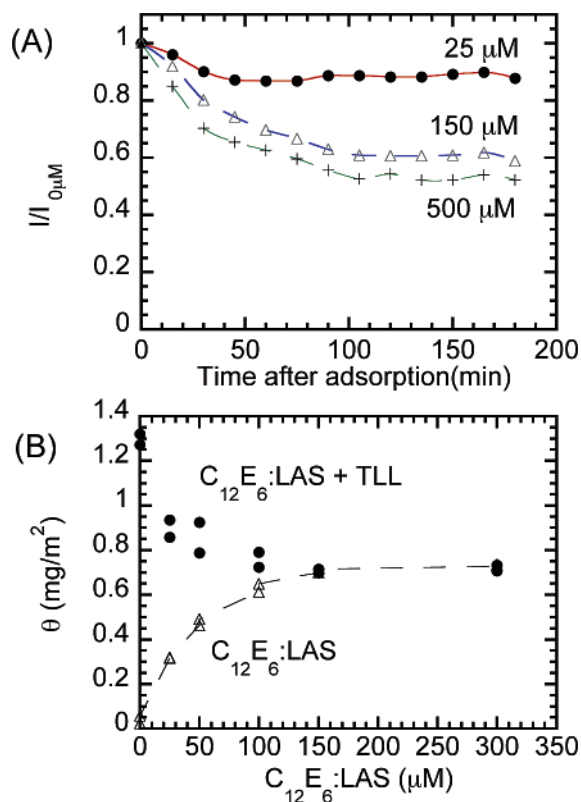 (A)
1
0.8
0.6
0.4
0.2
0
I/I₀μM
25 μM
150 μM
500 μM
0 50 100 150 200
Time after adsorption(min)
(B)
1.4
1.2
1
0.8
0.6
0.4
0.2
0
θ (mg/m²)
C₁₂E₆:LAS + TLL
C₁₂E₆:LAS
0 50 100 150 200 250 300
C₁₂E₆:LAS (μM)